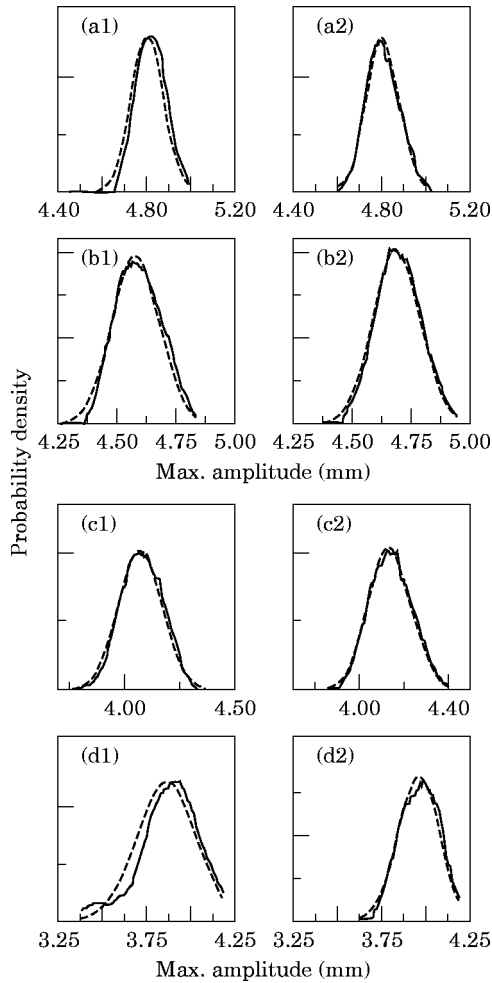 (a1) (a2)
4.40 4.80 5.20 4.40 4.80 5.20
(b1) (b2)
4.25 4.50 4.75 5.00 4.25 4.50 4.75 5.00
Max. amplitude (mm)
Probability density
(c1) (c2)
4.00 4.50 4.00 4.20 4.40
(d1) (d2)
3.25 3.75 4.25 3.25 3.75 4.25
Max. amplitude (mm)